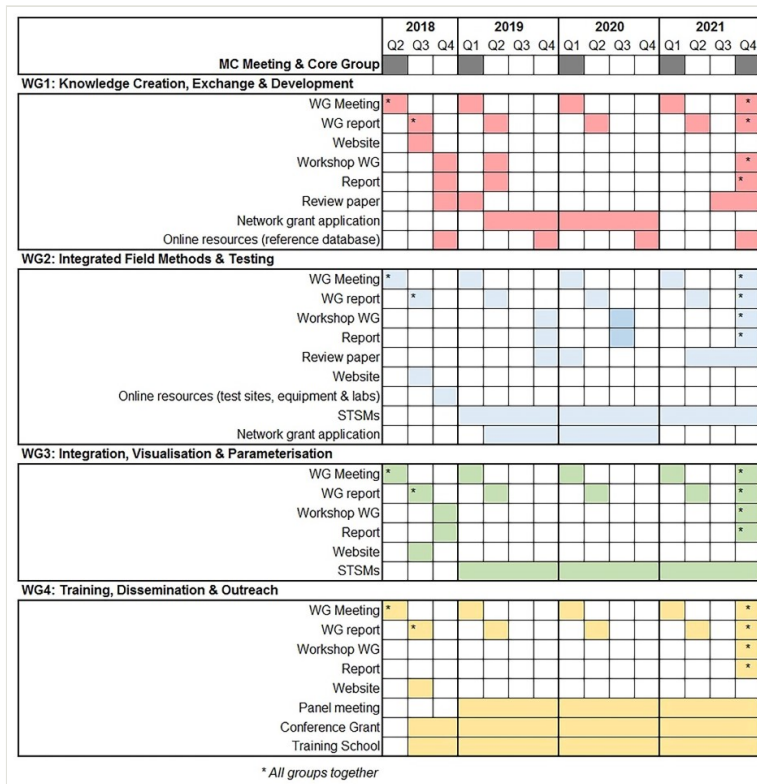 2018 2019 2020 2021
Q2 Q3 Q4 Q1 Q2 Q3 Q4 Q1 Q2 Q3 Q4 Q1 Q2 Q3 Q4
MC Meeting & Core Group
WG1: Knowledge Creation, Exchange & Development
WG Meeting * *
WG report * *
Website
Workshop WG *
Report *
Review paper
Network grant application
Online resources (reference database)
WG2: Integrated Field Methods & Testing
WG Meeting * *
WG report * *
Workshop WG *
Report *
Review paper
Website
Online resources (test sites, equipment & labs)
STSMs
Network grant application
WG3: Integration, Visualisation & Parameterisation
WG Meeting * *
WG report * *
Workshop WG *
Report *
Website
STSMs
WG4: Training, Dissemination & Outreach
WG Meeting * *
WG report * *
Workshop WG *
Report *
Website
Panel meeting
Conference Grant
Training School
* All groups together